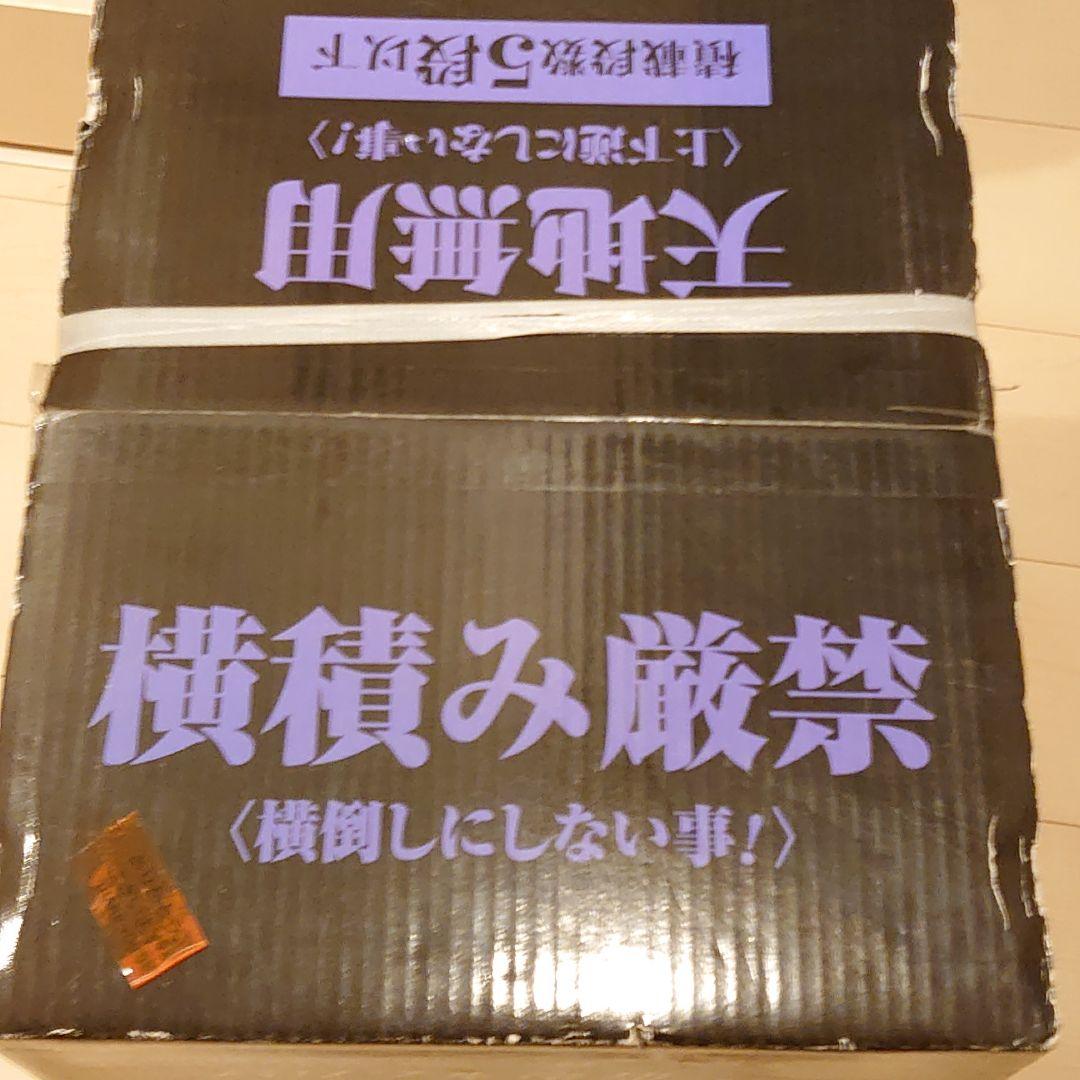 天地無用
〈上下逆にしない事!〉
積載段数5段以下
横積み厳禁
〈横倒しにしない事!〉